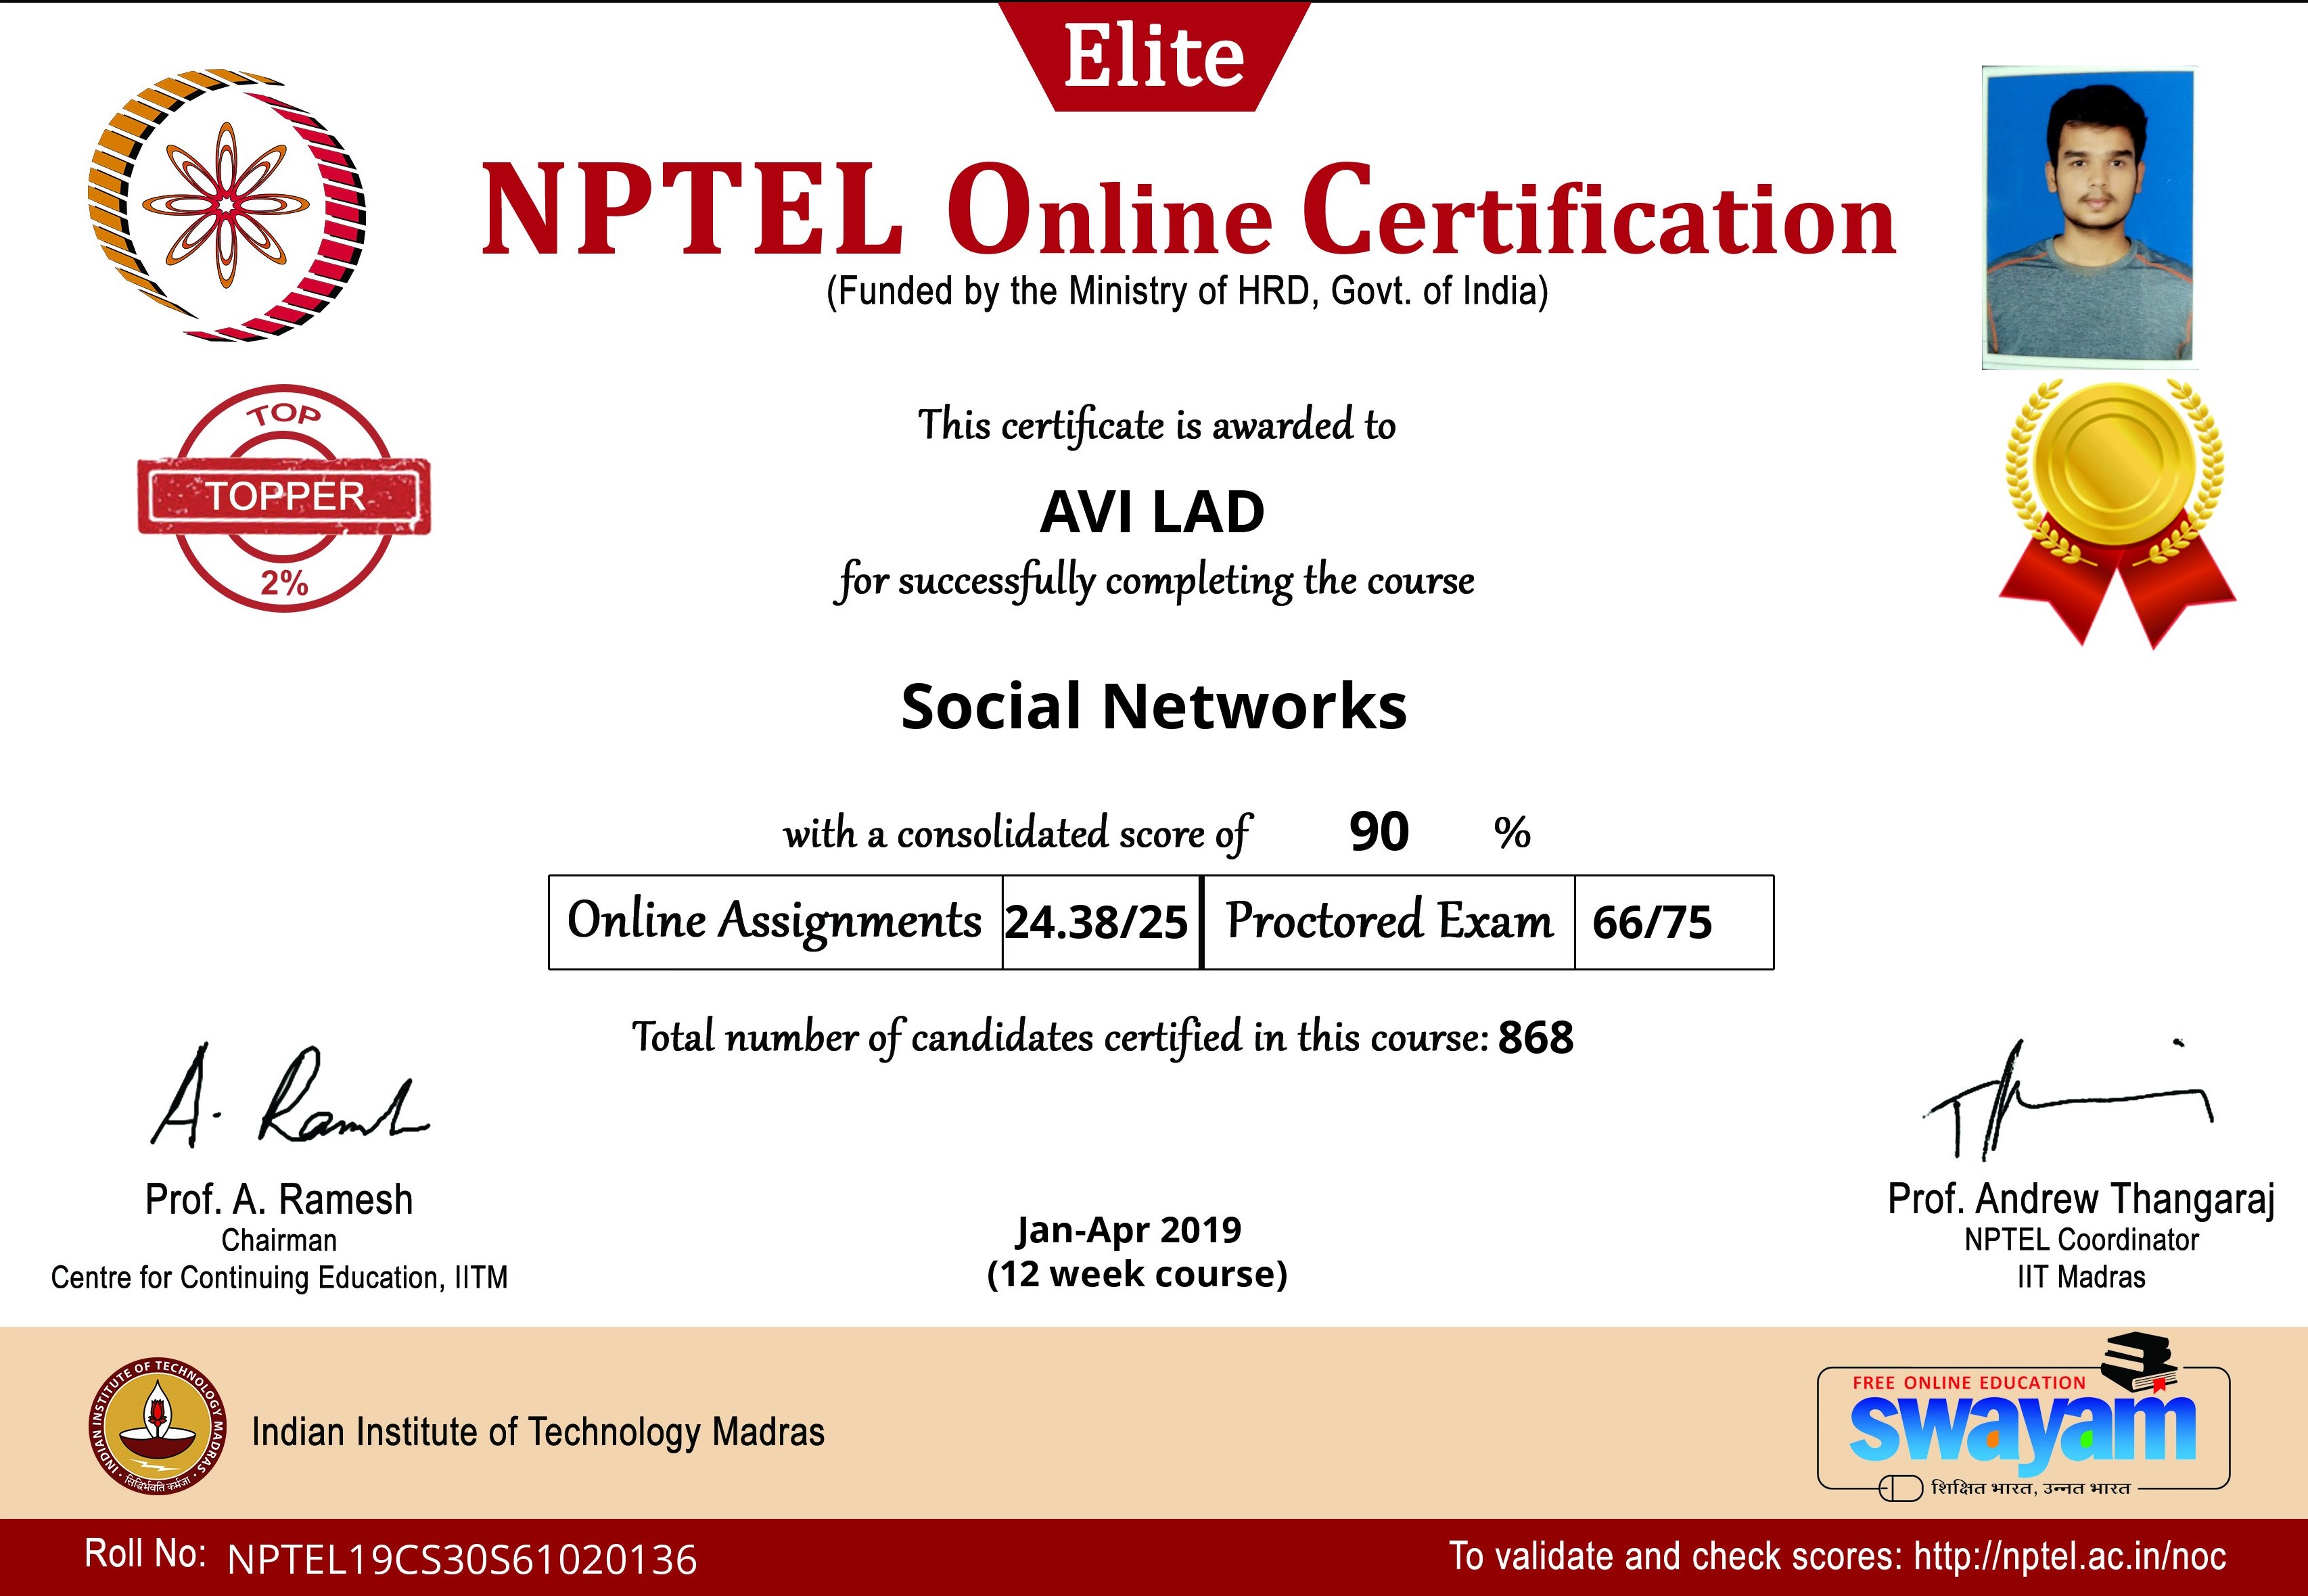 Elite
NPTEL Online Certification
(Funded by the Ministry of HRD, Govt. of India)
TOP
TOPPER
2%
This certificate is awarded to
AVI LAD
for successfully completing the course
Social Networks
with a consolidated score of 90 %
Online Assignments 24.38/25 Proctored Exam 66/75
Total number of candidates certified in this course: 868
Prof. A. Ramesh
Chairman
Centre for Continuing Education, IITM
Jan-Apr 2019
(12 week course)
Prof. Andrew Thangaraj
NPTEL Coordinator
IIT Madras
INDIAN INSTITUTE OF TECHNOLOGY MADRAS
सिद्धिर्भवति कर्मजा
Indian Institute of Technology Madras
FREE ONLINE EDUCATION
swayam
शिक्षित भारत, उन्नत भारत
Roll No: NPTEL19CS30S61020136
To validate and check scores: http://nptel.ac.in/noc